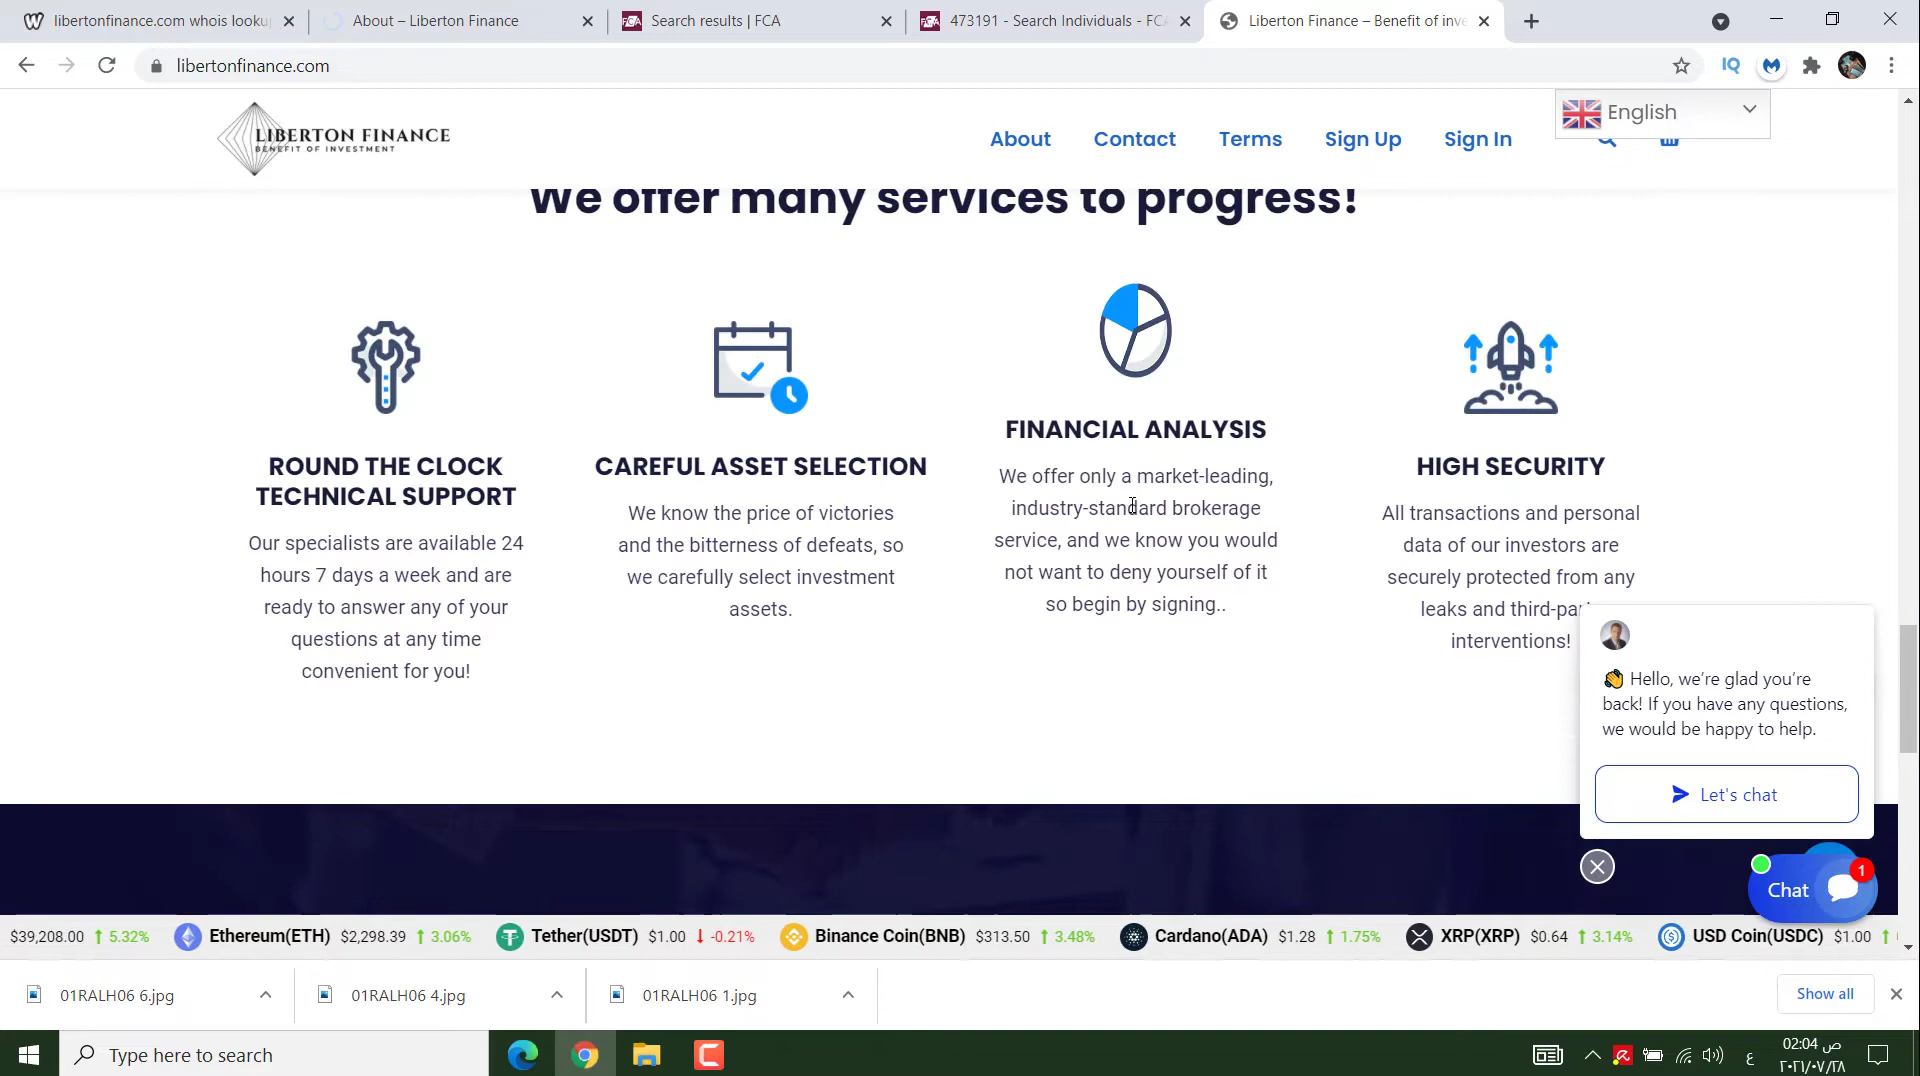 libertonfinance.com whois looku
About – Liberton Finance
Search results | FCA
473191 - Search Individuals - FCA
Liberton Finance – Benefit of inve
libertonfinance.com
IQ
English
LIBERTON FINANCE
BENEFIT OF INVESTMENT
About
Contact
Terms
Sign Up
Sign In
We offer many services to progress!
ROUND THE CLOCK
TECHNICAL SUPPORT
Our specialists are available 24
hours 7 days a week and are
ready to answer any of your
questions at any time
convenient for you!
CAREFUL ASSET SELECTION
We know the price of victories
and the bitterness of defeats, so
we carefully select investment
assets.
FINANCIAL ANALYSIS
We offer only a market-leading,
industry-standard brokerage
service, and we know you would
not want to deny yourself of it
so begin by signing..
HIGH SECURITY
All transactions and personal
data of our investors are
securely protected from any
leaks and third-par
interventions!
👋 Hello, we're glad you're
back! If you have any questions,
we would be happy to help.
Let's chat
Chat
1
$39,208.00 ↑ 5.32% Ethereum(ETH) $2,298.39 ↑ 3.06% Tether(USDT) $1.00 ↓ -0.21% Binance Coin(BNB) $313.50 ↑ 3.48% Cardano(ADA) $1.28 ↑ 1.75% XRP(XRP) $0.64 ↑ 3.14% USD Coin(USDC) $1.00 ↑
01RALH06 6.jpg
01RALH06 4.jpg
01RALH06 1.jpg
Show all
Type here to search
ع
02:04 ص
٢٠٢١/٠٧/٢٨